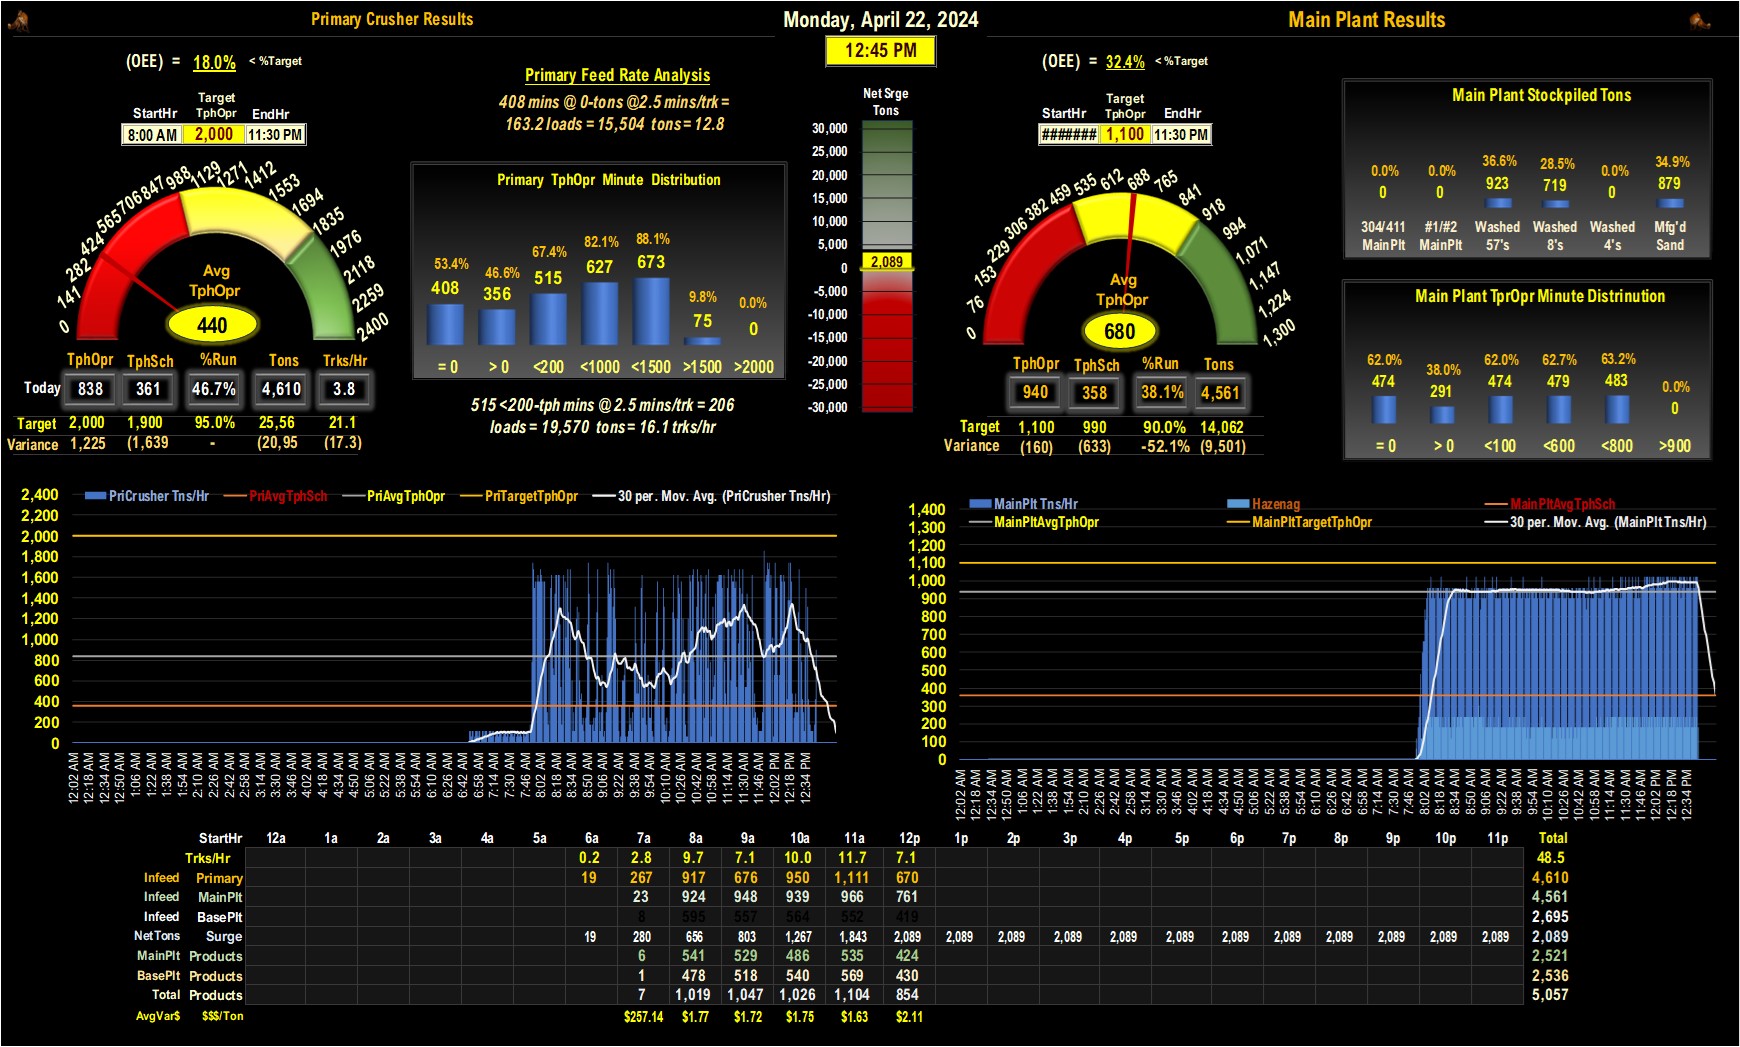 Primary Crusher Results
Monday, April 22, 2024
Main Plant Results
12:45 PM
(OEE) = 18.0% < %Target
StartHr Target TphOpr EndHr
8:00 AM 2,000 11:30 PM
0 141 282 424 565 706 847 988 1129 1271 1412 1553 1694 1835 1976 2118 2259 2400
Avg
TphOpr
440
TphOpr TphSch %Run Tons Trks/Hr
Today 838 361 46.7% 4,610 3.8
Target 2,000 1,900 95.0% 25,56 21.1
Variance 1,225 (1,639 - (20,95 (17.3)
Primary Feed Rate Analysis
408 mins @ 0-tons @2.5 mins/trk =
163.2 loads = 15,504 tons = 12.8
Primary TphOpr Minute Distribution
53.4% 46.6% 67.4% 82.1% 88.1% 9.8% 0.0%
408 356 515 627 673 75 0
= 0 > 0 <200 <1000 <1500 >1500 >2000
515 <200-tph mins @ 2.5 mins/trk = 206
loads = 19,570 tons = 16.1 trks/hr
Net Srge
Tons
30,000
25,000
20,000
15,000
10,000
5,000
0
-5,000
-10,000
-15,000
-20,000
-25,000
-30,000
2,089
(OEE) = 32.4% < %Target
StartHr Target TphOpr EndHr
####### 1,100 11:30 PM
0 76 153 229 306 382 459 535 612 688 765 841 918 994 1,071 1,147 1,224 1,300
Avg
TphOpr
680
TphOpr TphSch %Run Tons
940 358 38.1% 4,561
Target 1,100 990 90.0% 14,062
Variance (160) (633) -52.1% (9,501)
Main Plant Stockpiled Tons
0.0% 0.0% 36.6% 28.5% 0.0% 34.9%
0 0 923 719 0 879
304/411 #1/#2 Washed Washed Washed Mfg'd
MainPlt MainPlt 57's 8's 4's Sand
Main Plant TprOpr Minute Distrinution
62.0% 38.0% 62.0% 62.7% 63.2% 0.0%
474 291 474 479 483 0
= 0 > 0 <100 <600 <800 >900
PriCrusher Tns/Hr PriAvgTphSch PriAvgTphOpr PriTargetTphOpr 30 per. Mov. Avg. (PriCrusher Tns/Hr)
2,400
2,200
2,000
1,800
1,600
1,400
1,200
1,000
800
600
400
200
0
12:02 AM 12:18 AM 12:34 AM 12:50 AM 1:06 AM 1:22 AM 1:38 AM 1:54 AM 2:10 AM 2:26 AM 2:42 AM 2:58 AM 3:14 AM 3:30 AM 3:46 AM 4:02 AM 4:18 AM 4:34 AM 4:50 AM 5:06 AM 5:22 AM 5:38 AM 5:54 AM 6:10 AM 6:26 AM 6:42 AM 6:58 AM 7:14 AM 7:30 AM 7:46 AM 8:02 AM 8:18 AM 8:34 AM 8:50 AM 9:06 AM 9:22 AM 9:38 AM 9:54 AM 10:10 AM 10:26 AM 10:42 AM 10:58 AM 11:14 AM 11:30 AM 11:46 AM 12:02 PM 12:18 PM 12:34 PM
MainPlt Tns/Hr Hazenag MainPltAvgTphSch
MainPltAvgTphOpr MainPltTargetTphOpr 30 per. Mov. Avg. (MainPlt Tns/Hr)
1,400
1,300
1,200
1,100
1,000
900
800
700
600
500
400
300
200
100
0
12:02 AM 12:18 AM 12:34 AM 12:50 AM 1:06 AM 1:22 AM 1:38 AM 1:54 AM 2:10 AM 2:26 AM 2:42 AM 2:58 AM 3:14 AM 3:30 AM 3:46 AM 4:02 AM 4:18 AM 4:34 AM 4:50 AM 5:06 AM 5:22 AM 5:38 AM 5:54 AM 6:10 AM 6:26 AM 6:42 AM 6:58 AM 7:14 AM 7:30 AM 7:46 AM 8:02 AM 8:18 AM 8:34 AM 8:50 AM 9:06 AM 9:22 AM 9:38 AM 9:54 AM 10:10 AM 10:26 AM 10:42 AM 10:58 AM 11:14 AM 11:30 AM 11:46 AM 12:02 PM 12:18 PM 12:34 PM
StartHr 12a 1a 2a 3a 4a 5a 6a 7a 8a 9a 10a 11a 12p 1p 2p 3p 4p 5p 6p 7p 8p 9p 10p 11p Total
Trks/Hr 0.2 2.8 9.7 7.1 10.0 11.7 7.1 48.5
Infeed Primary 19 267 917 676 950 1,111 670 4,610
Infeed MainPlt 23 924 948 939 966 761 4,561
Infeed BasePlt 8 595 557 564 552 419 2,695
NetTons Surge 19 280 656 803 1,267 1,843 2,089 2,089 2,089 2,089 2,089 2,089 2,089 2,089 2,089 2,089 2,089 2,089 2,089
MainPlt Products 6 541 529 486 535 424 2,521
BasePlt Products 1 478 518 540 569 430 2,536
Total Products 7 1,019 1,047 1,026 1,104 854 5,057
AvgVar$ $$$/Ton $257.14 $1.77 $1.72 $1.75 $1.63 $2.11